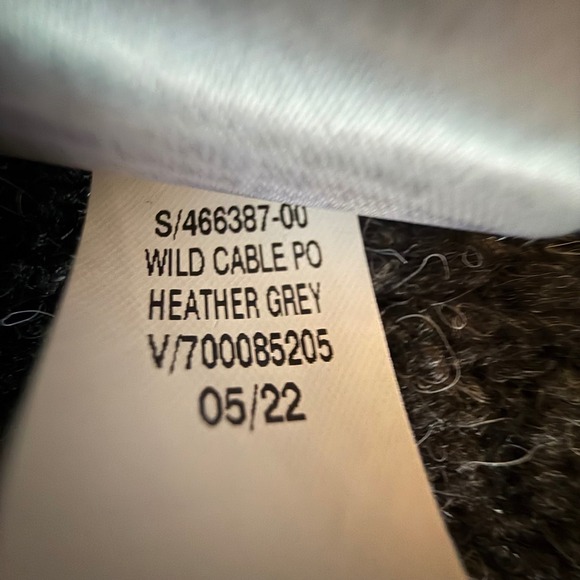 S/466387-00
WILD CABLE PO
HEATHER GREY
V/700085205
05/22